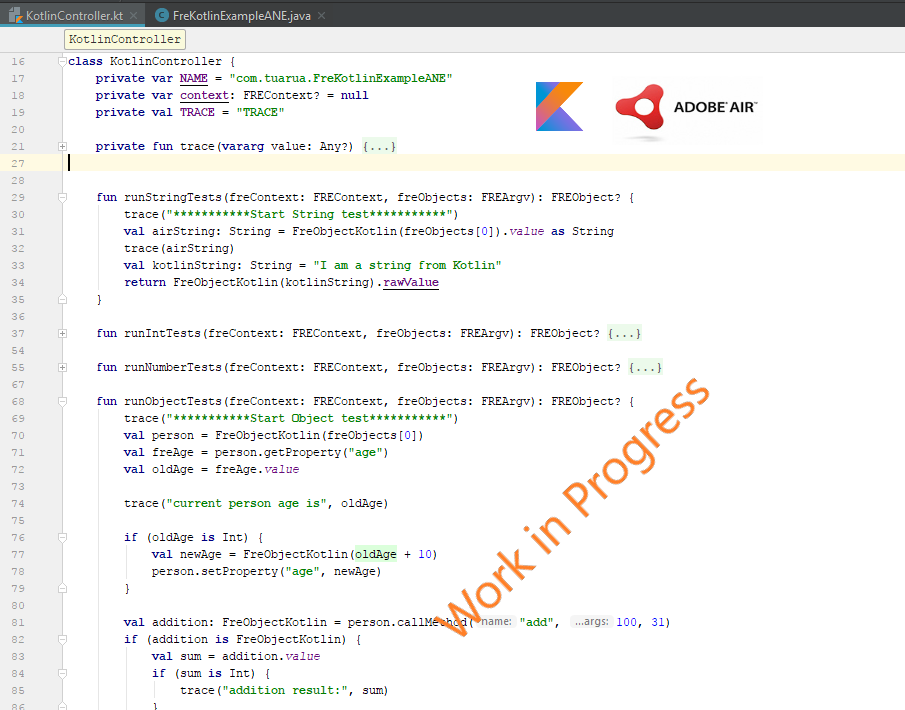 KotlinController.kt FreKotlinExampleANE.java
KotlinController
16 class KotlinController {
17 private var NAME = "com.tuarua.FreKotlinExampleANE"
18 private var context: FREContext? = null
19 private val TRACE = "TRACE"
20
21 private fun trace(vararg value: Any?) {...}
27
28
29 fun runStringTests(freContext: FREContext, freObjects: FREArgv): FREObject? {
30 trace("***********Start String test***********")
31 val airString: String = FreObjectKotlin(freObjects[0]).value as String
32 trace(airString)
33 val kotlinString: String = "I am a string from Kotlin"
34 return FreObjectKotlin(kotlinString).rawValue
35 }
36
37 fun runIntTests(freContext: FREContext, freObjects: FREArgv): FREObject? {...}
54
55 fun runNumberTests(freContext: FREContext, freObjects: FREArgv): FREObject? {...}
67
68 fun runObjectTests(freContext: FREContext, freObjects: FREArgv): FREObject? {
69 trace("***********Start Object test***********")
70 val person = FreObjectKotlin(freObjects[0])
71 val freAge = person.getProperty("age")
72 val oldAge = freAge.value
73
74 trace("current person age is", oldAge)
75
76 if (oldAge is Int) {
77 val newAge = FreObjectKotlin(oldAge + 10)
78 person.setProperty("age", newAge)
79 }
80
81 val addition: FreObjectKotlin = person.callMethod( name: "add", ...args: 100, 31)
82 if (addition is FreObjectKotlin) {
83 val sum = addition.value
84 if (sum is Int) {
85 trace("addition result:", sum)
86 }
ADOBE® AIR™
Work in Progress